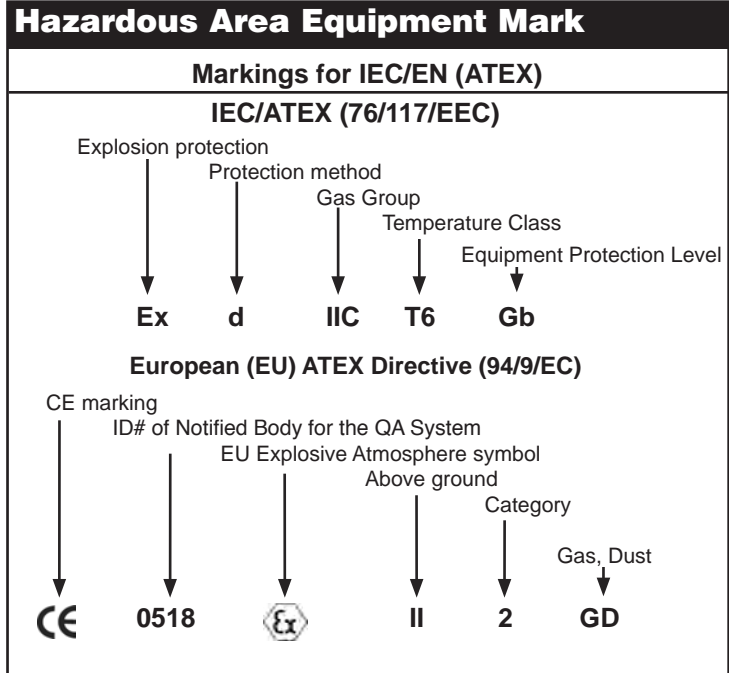 Hazardous Area Equipment Mark
Markings for IEC/EN (ATEX)
IEC/ATEX (76/117/EEC)
Explosion protection
Protection method
Gas Group
Temperature Class
Equipment Protection Level
Ex d IIC T6 Gb
European (EU) ATEX Directive (94/9/EC)
CE marking
ID# of Notified Body for the QA System
EU Explosive Atmosphere symbol
Above ground
Category
Gas, Dust
CE 0518 Ex II 2 GD